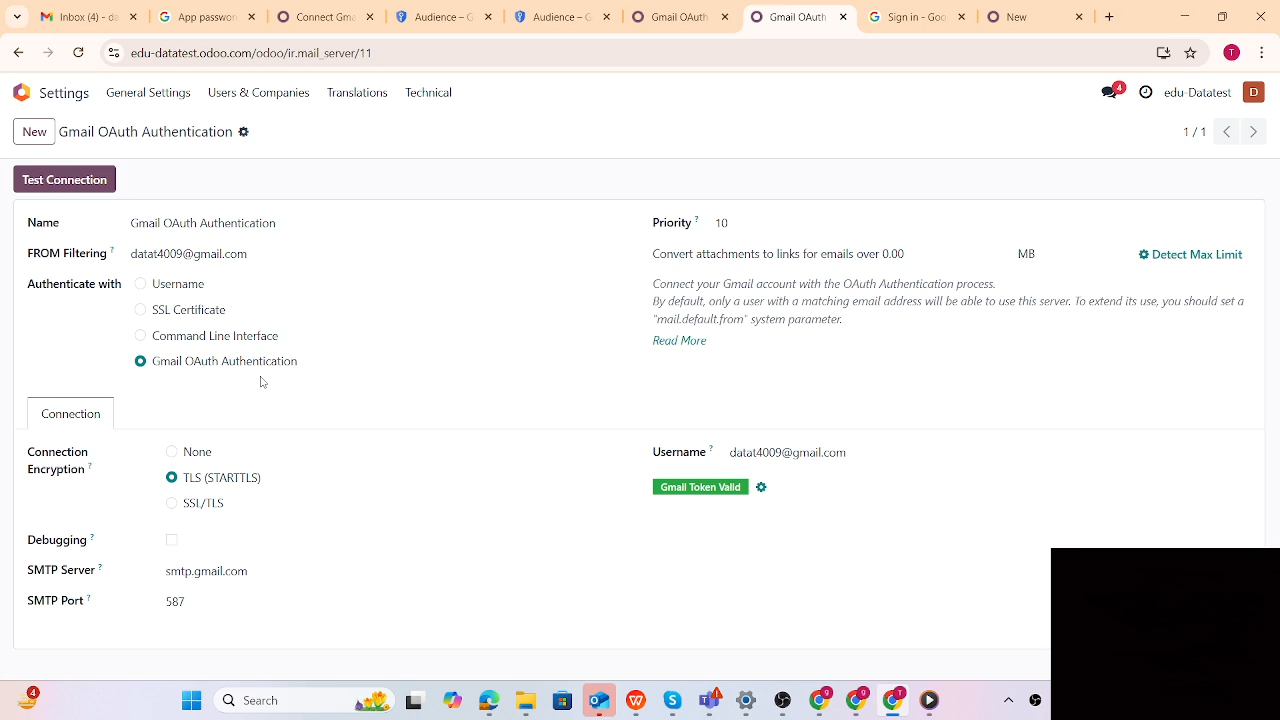 Inbox (4) - da
App passwor
Connect Gma
Audience – G
Audience – G
Gmail OAuth
Gmail OAuth
Sign in - Goo
New
edu-datatest.odoo.com/odoo/ir.mail_server/11
T
Settings
General Settings
Users & Companies
Translations
Technical
4
edu-Datatest
D
New
Gmail OAuth Authentication
1 / 1
Test Connection
Name
Gmail OAuth Authentication
Priority ?
10
FROM Filtering ?
datat4009@gmail.com
Convert attachments to links for emails over 0.00
MB
Detect Max Limit
Authenticate with
Username
SSL Certificate
Command Line Interface
Gmail OAuth Authentication
Connect your Gmail account with the OAuth Authentication process.
By default, only a user with a matching email address will be able to use this server. To extend its use, you should set a
"mail.default.from" system parameter.
Read More
Connection
Connection
Encryption ?
None
TLS (STARTTLS)
SSL/TLS
Username ?
datat4009@gmail.com
Gmail Token Valid
Debugging ?
SMTP Server ?
smtp.gmail.com
SMTP Port ?
587
4
Search